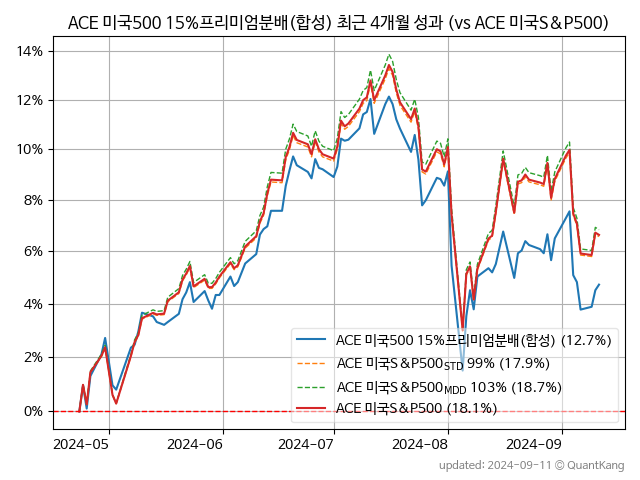 ACE 미국500 15%프리미엄분배(합성) 최근 4개월 성과 (vs ACE 미국S&P500)
14%
12%
10%
8%
6%
4%
2%
0%
ACE 미국500 15%프리미엄분배(합성) (12.7%)
ACE 미국S&P500STD 99% (17.9%)
ACE 미국S&P500MDD 103% (18.7%)
ACE 미국S&P500 (18.1%)
2024-05 2024-06 2024-07 2024-08 2024-09
updated: 2024-09-11 @ QuantKang